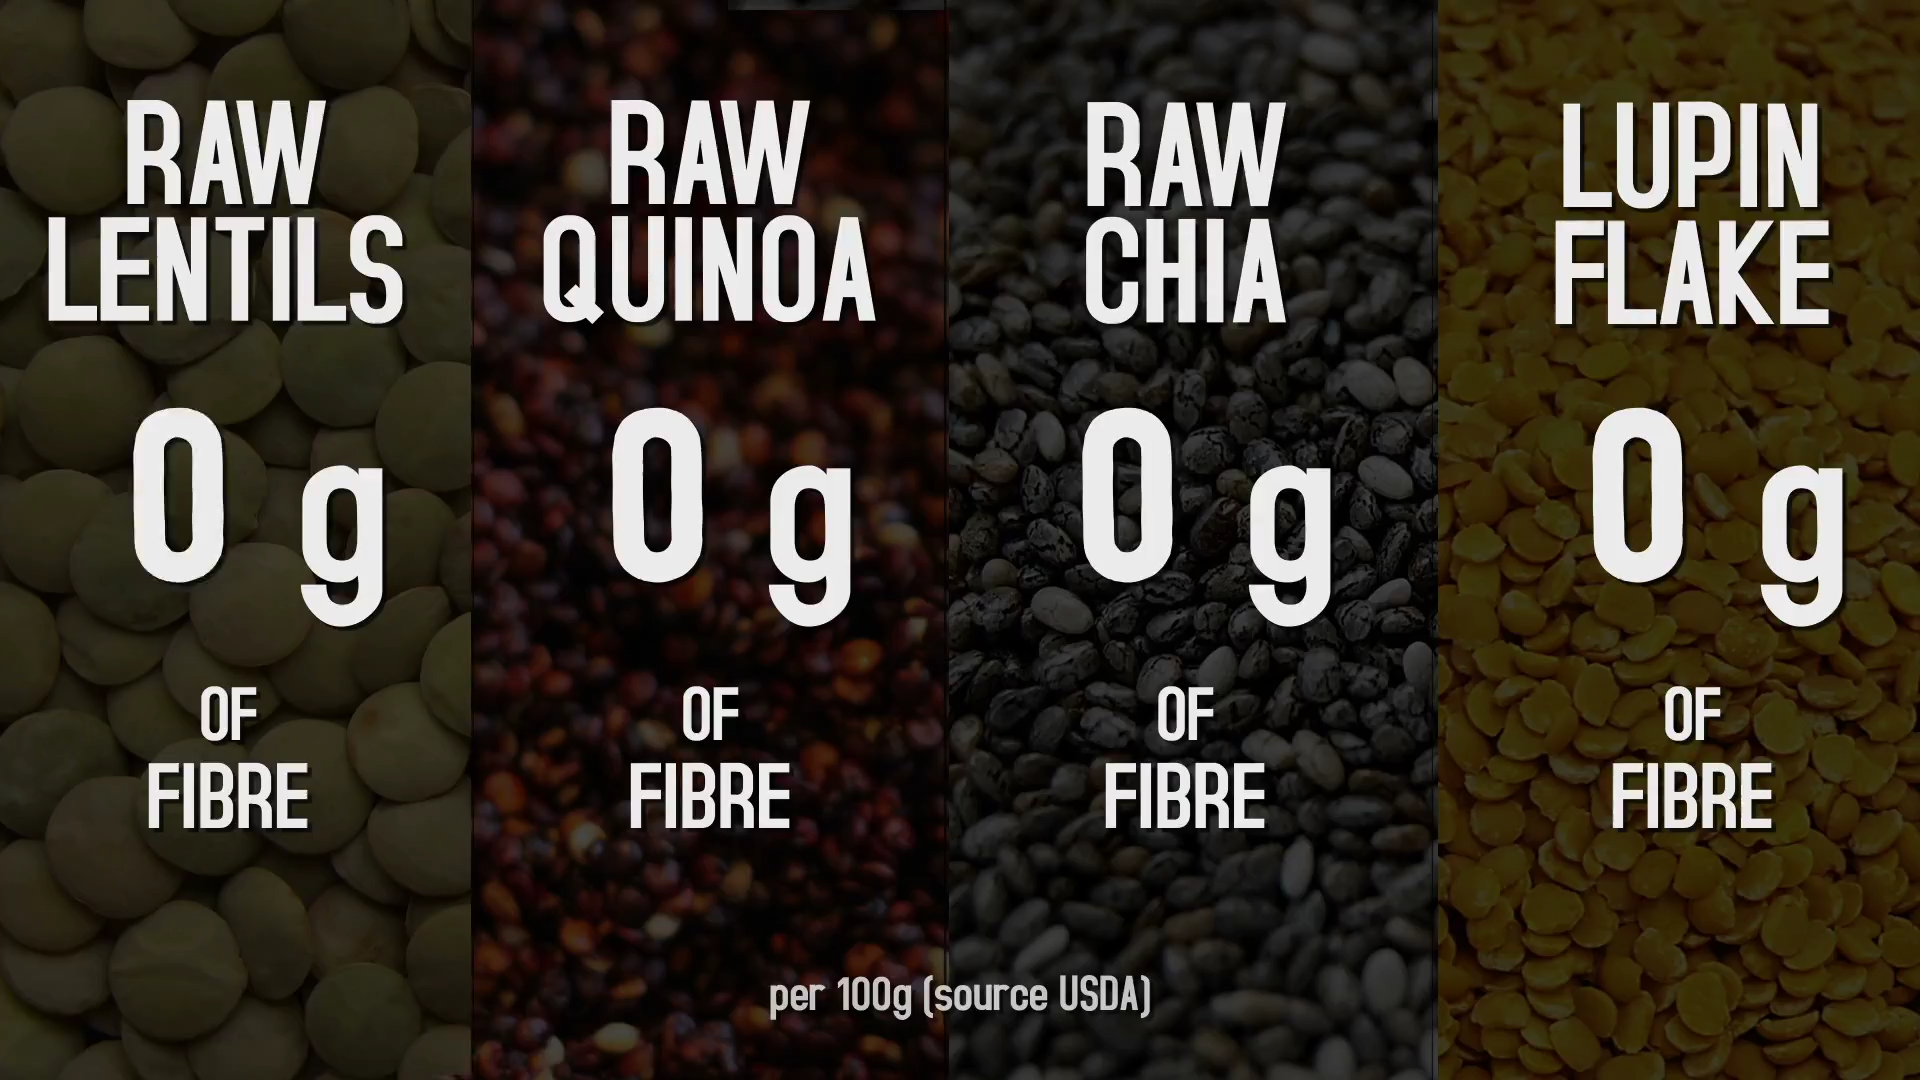 RAW
LENTILS
0 g
OF
FIBRE
RAW
QUINOA
0 g
OF
FIBRE
RAW
CHIA
0 g
OF
FIBRE
LUPIN
FLAKE
0 g
OF
FIBRE
per 100g (source USDA)